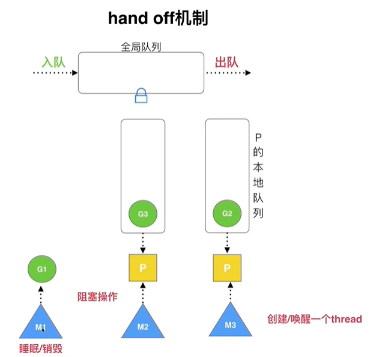 hand off机制
全局队列
入队
出队
P的本地队列
G3
G2
G1
P
P
阻塞操作
M1
M2
M3
创建/唤醒一个thread
睡眠/销毁